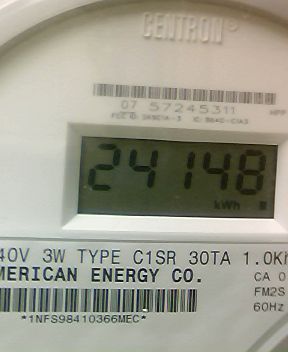 CENTRON®
07 57245311
24148
kWh
40V 3W TYPE C1SR 30TA 1.0Kh
MERICAN ENERGY CO.
CA 0
FM2S
60Hz
*1NFS98410366MEC*